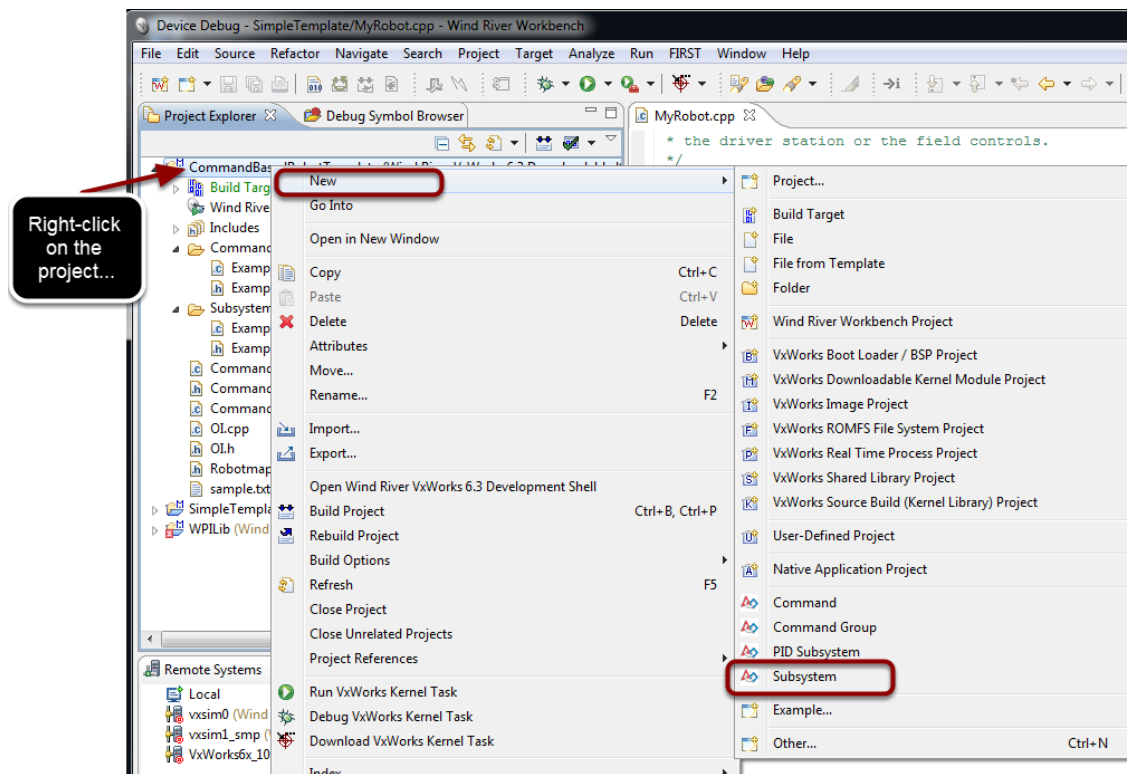 Device Debug - SimpleTemplate/MyRobot.cpp - Wind River Workbench
File Edit Source Refactor Navigate Search Project Target Analyze Run FIRST Window Help
Project Explorer
Debug Symbol Browser
MyRobot.cpp
* the driver station or the field controls.
*/
Right-click
on the
project...
Build Targ
Wind Rive
Includes
Command
Examp
Examp
Subsystem
Examp
Examp
Command
Command
Command
OI.cpp
OI.h
Robotmap
sample.txt
SimpleTempla
WPILib (Wind
Remote Systems
Local
vxsim0 (Wind
vxsim1_smp (
VxWorks6x_10
New
Go Into
Open in New Window
Copy Ctrl+C
Paste Ctrl+V
Delete Delete
Attributes
Move...
Rename... F2
Import...
Export...
Open Wind River VxWorks 6.3 Development Shell
Build Project Ctrl+B, Ctrl+P
Rebuild Project
Build Options
Refresh F5
Close Project
Close Unrelated Projects
Project References
Run VxWorks Kernel Task
Debug VxWorks Kernel Task
Download VxWorks Kernel Task
Index
Project...
Build Target
File
File from Template
Folder
Wind River Workbench Project
VxWorks Boot Loader / BSP Project
VxWorks Downloadable Kernel Module Project
VxWorks Image Project
VxWorks ROMFS File System Project
VxWorks Real Time Process Project
VxWorks Shared Library Project
VxWorks Source Build (Kernel Library) Project
User-Defined Project
Native Application Project
Command
Command Group
PID Subsystem
Subsystem
Example...
Other... Ctrl+N